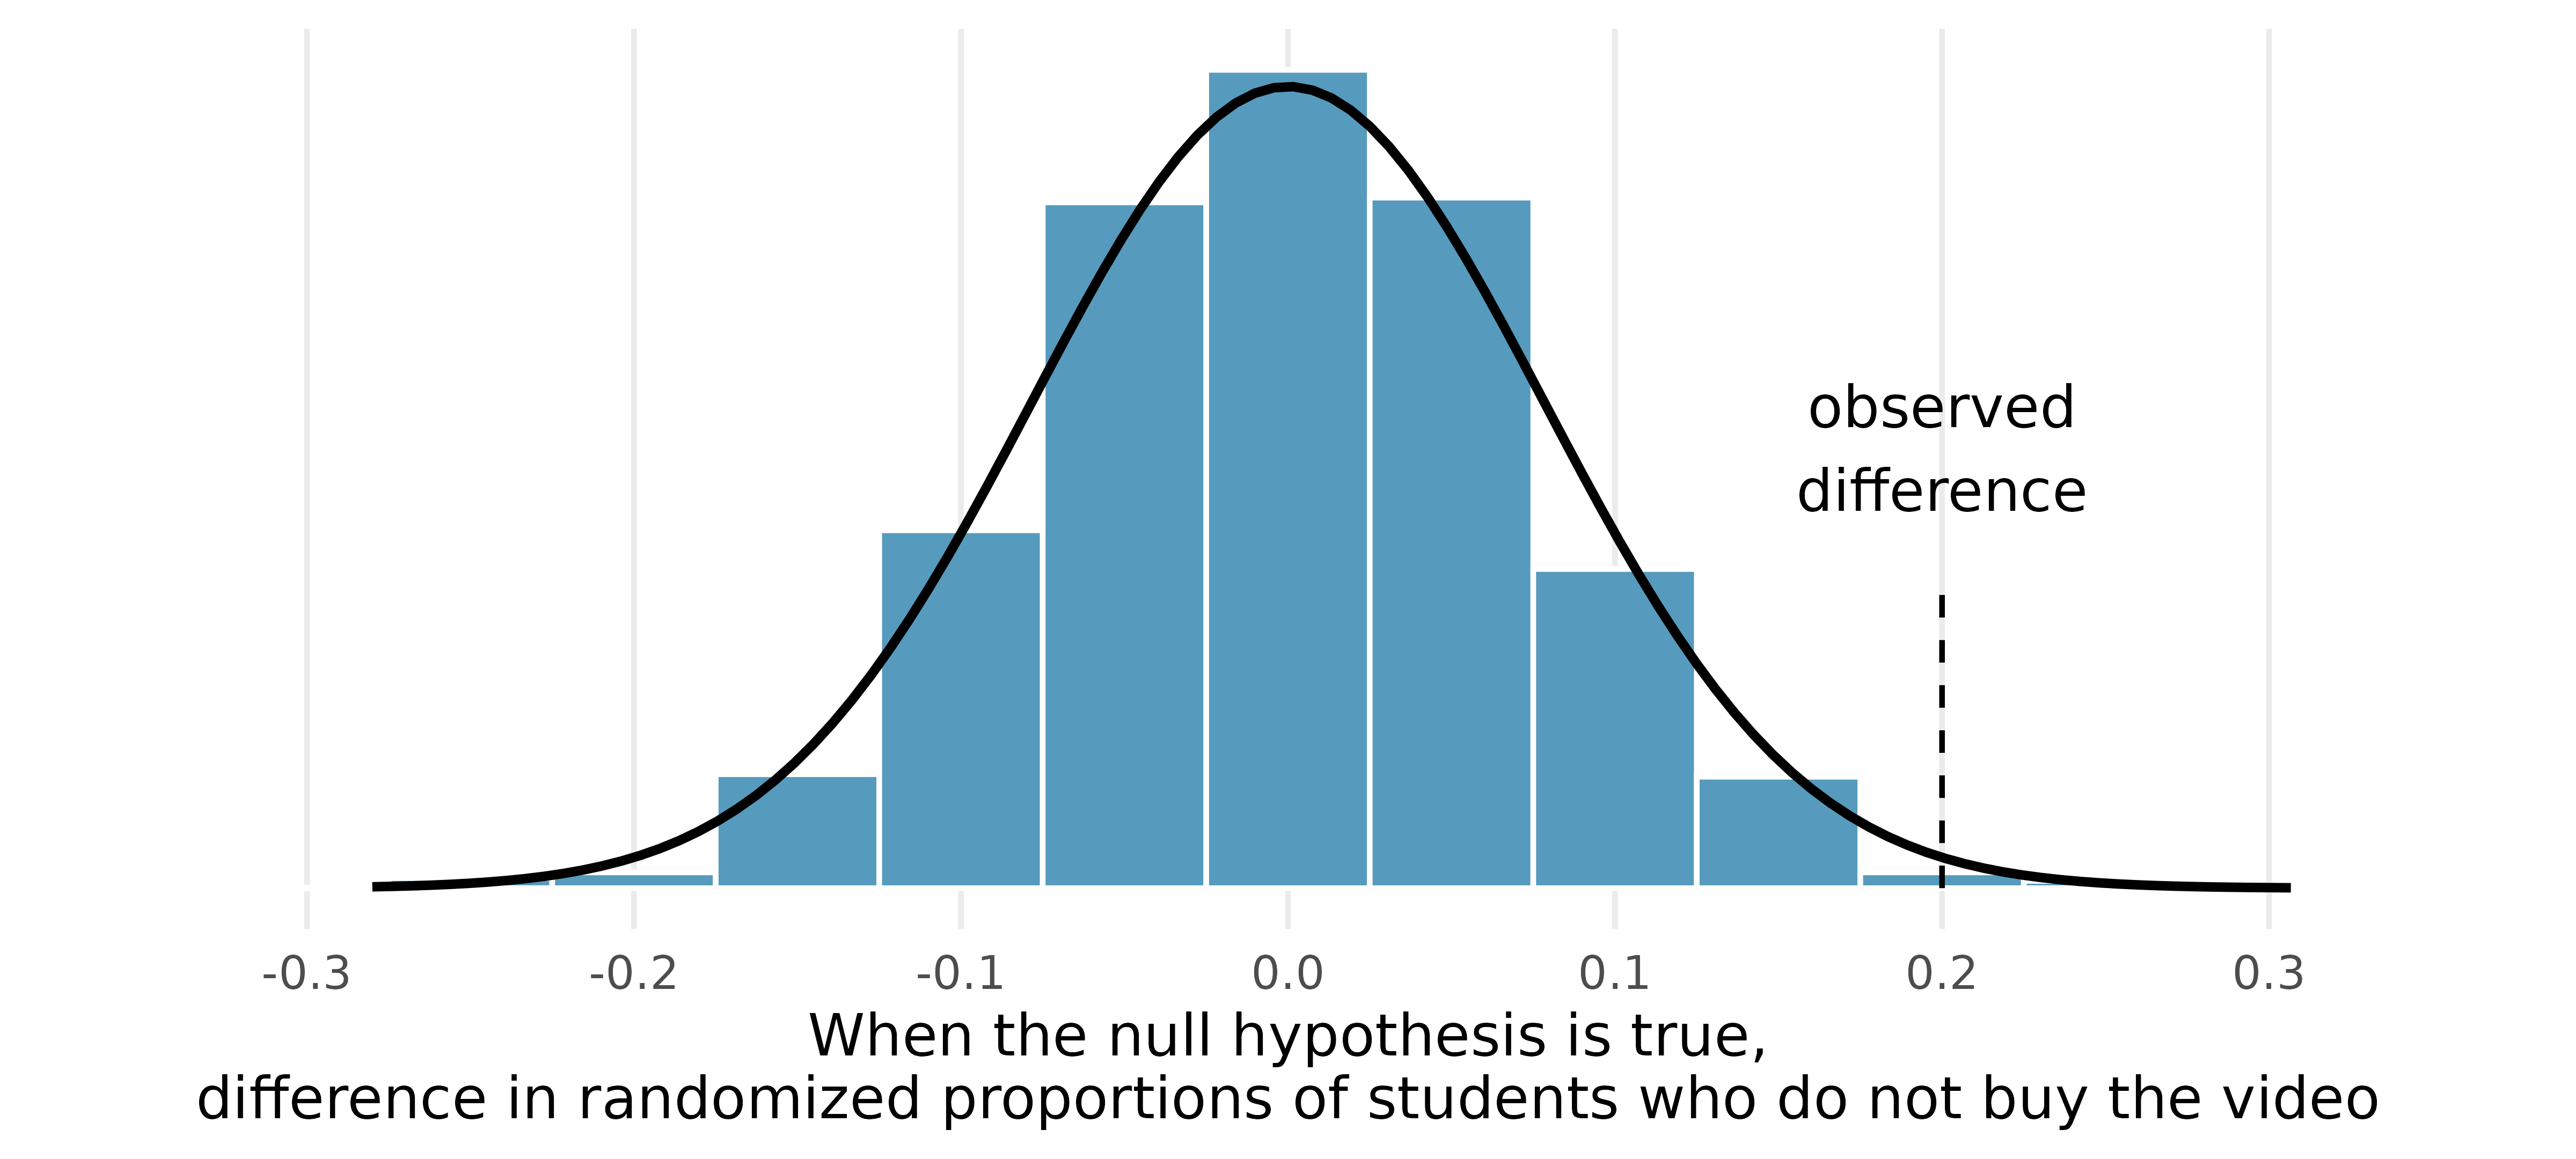 observed
difference
-0.3 -0.2 -0.1 0.0 0.1 0.2 0.3
When the null hypothesis is true,
difference in randomized proportions of students who do not buy the video